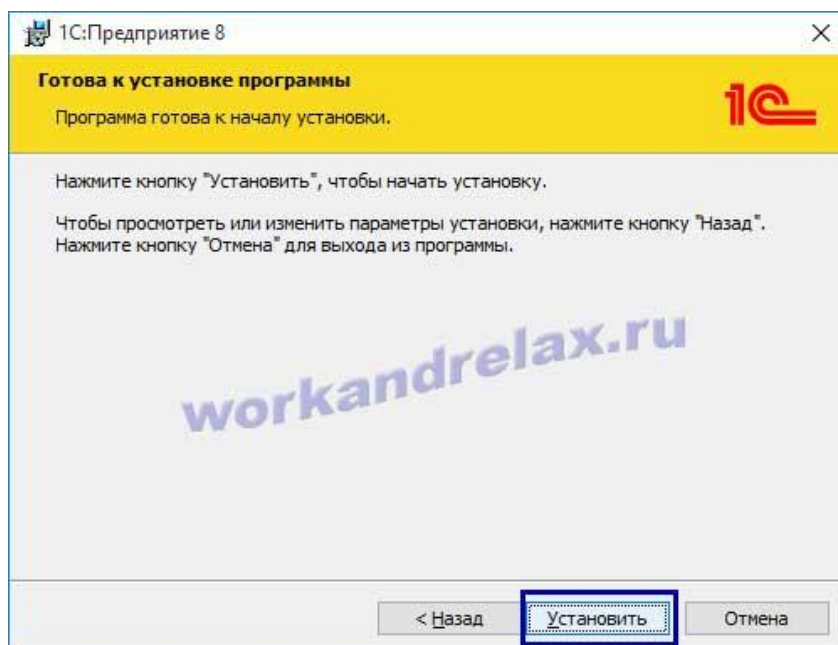 1С:Предприятие 8
Готова к установке программы
Программа готова к началу установки.
1С
Нажмите кнопку "Установить", чтобы начать установку.
Чтобы просмотреть или изменить параметры установки, нажмите кнопку "Назад".
Нажмите кнопку "Отмена" для выхода из программы.
workandrelax.ru
< Назад
Установить
Отмена